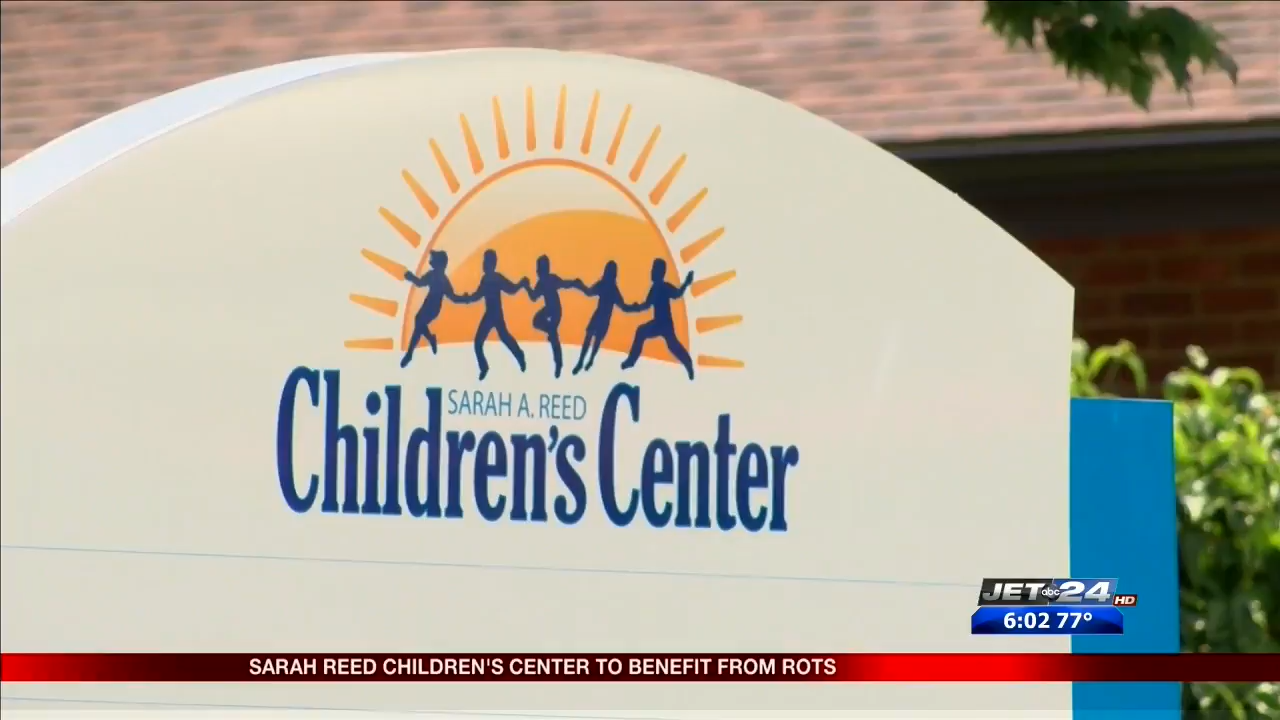 SARAH A. REED
Children's Center
JET abc 24 HD
6:02 77°
SARAH REED CHILDREN'S CENTER TO BENEFIT FROM ROTS